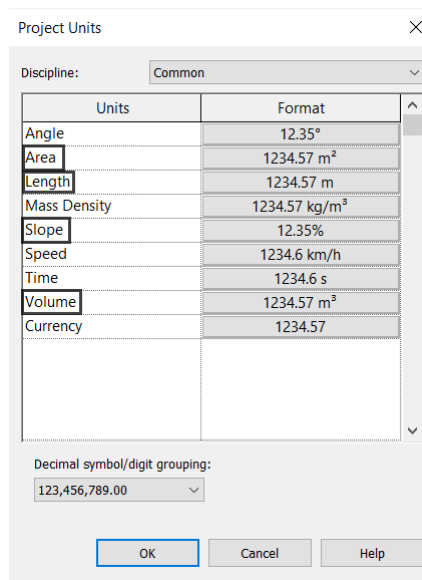 Project Units
Discipline: Common
Units Format
Angle 12.35°
Area 1234.57 m²
Length 1234.57 m
Mass Density 1234.57 kg/m³
Slope 12.35%
Speed 1234.6 km/h
Time 1234.6 s
Volume 1234.57 m³
Currency 1234.57
Decimal symbol/digit grouping:
123,456,789.00
OK Cancel Help